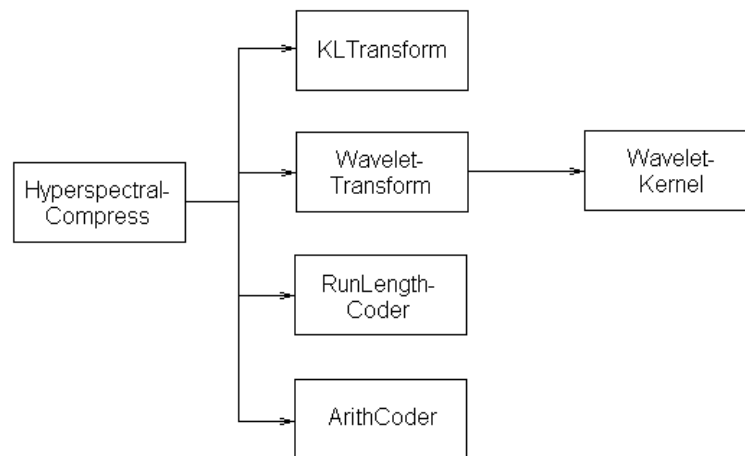 KLTransform
Wavelet-
Transform
Wavelet-
Kernel
Hyperspectral-
Compress
RunLength-
Coder
ArithCoder